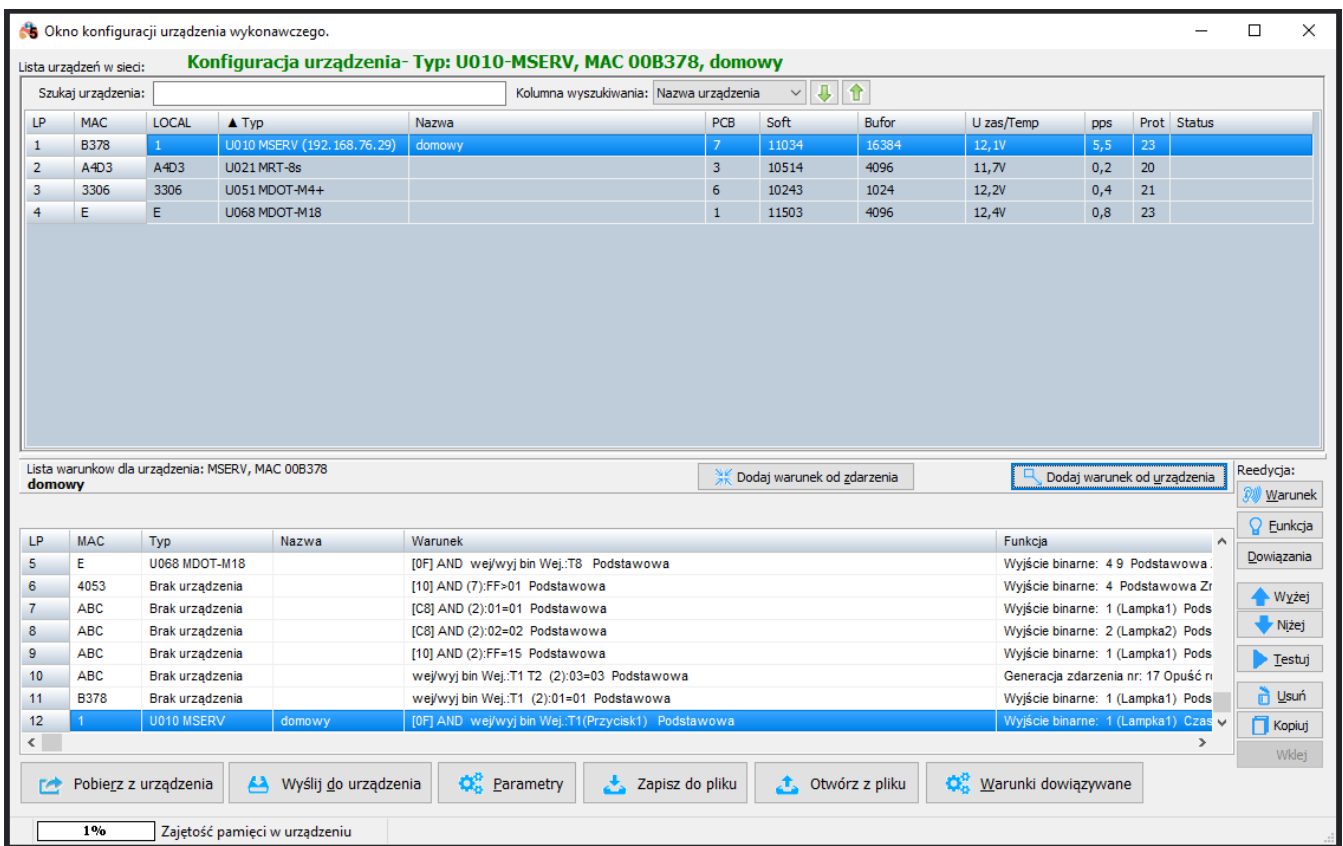 Okno konfiguracji urządzenia wykonawczego.
Lista urządzeń w sieci: Konfiguracja urządzenia- Typ: U010-MSERV, MAC 00B378, domowy
Szukaj urządzenia: Kolumna wyszukiwania: Nazwa urządzenia
LP MAC LOCAL ▲ Typ Nazwa PCB Soft Bufor U zas/Temp pps Prot Status
1 B378 1 U010 MSERV (192.168.76.29) domowy 7 11034 16384 12,1V 5,5 23
2 A4D3 A4D3 U021 MRT-8s 3 10514 4096 11,7V 0,2 20
3 3306 3306 U051 MDOT-M4+ 6 10243 1024 12,2V 0,4 21
4 E E U068 MDOT-M18 1 11503 4096 12,4V 0,8 23
Lista warunkow dla urządzenia: MSERV, MAC 00B378
domowy
Dodaj warunek od zdarzenia Dodaj warunek od urządzenia
Reedycja:
Warunek
Funkcja
Dowiązania
Wyżej
Niżej
Testuj
Usuń
Kopiuj
Wklej
LP MAC Typ Nazwa Warunek Funkcja
5 E U068 MDOT-M18 [0F] AND wej/wyj bin Wej.:T8 Podstawowa Wyjście binarne: 4 9 Podstawowa
6 4053 Brak urządzenia [10] AND (7):FF>01 Podstawowa Wyjście binarne: 4 Podstawowa Zr
7 ABC Brak urządzenia [C8] AND (2):01=01 Podstawowa Wyjście binarne: 1 (Lampka1) Pods
8 ABC Brak urządzenia [C8] AND (2):02=02 Podstawowa Wyjście binarne: 2 (Lampka2) Pods
9 ABC Brak urządzenia [10] AND (2):FF=15 Podstawowa Wyjście binarne: 1 (Lampka1) Pods
10 ABC Brak urządzenia wej/wyj bin Wej.:T1 T2 (2):03=03 Podstawowa Generacja zdarzenia nr: 17 Opuść r
11 B378 Brak urządzenia wej/wyj bin Wej.:T1 (2):01=01 Podstawowa Wyjście binarne: 1 (Lampka1) Pods
12 1 U010 MSERV domowy [0F] AND wej/wyj bin Wej.:T1(Przycisk1) Podstawowa Wyjście binarne: 1 (Lampka1) Czas
Pobierz z urządzenia Wyślij do urządzenia Parametry Zapisz do pliku Otwórz z pliku Warunki dowiązywane
1% Zajętość pamięci w urządzeniu